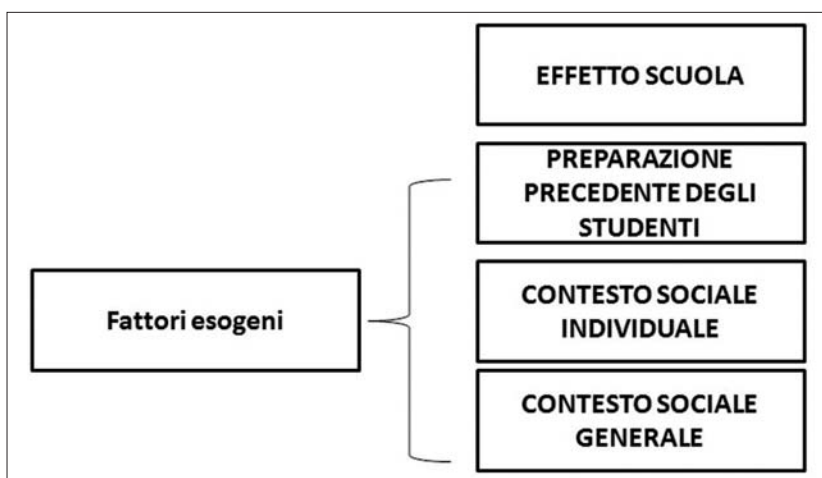 EFFETTO SCUOLA
PREPARAZIONE
PRECEDENTE DEGLI
STUDENTI
Fattori esogeni
CONTESTO SOCIALE
INDIVIDUALE
CONTESTO SOCIALE
GENERALE